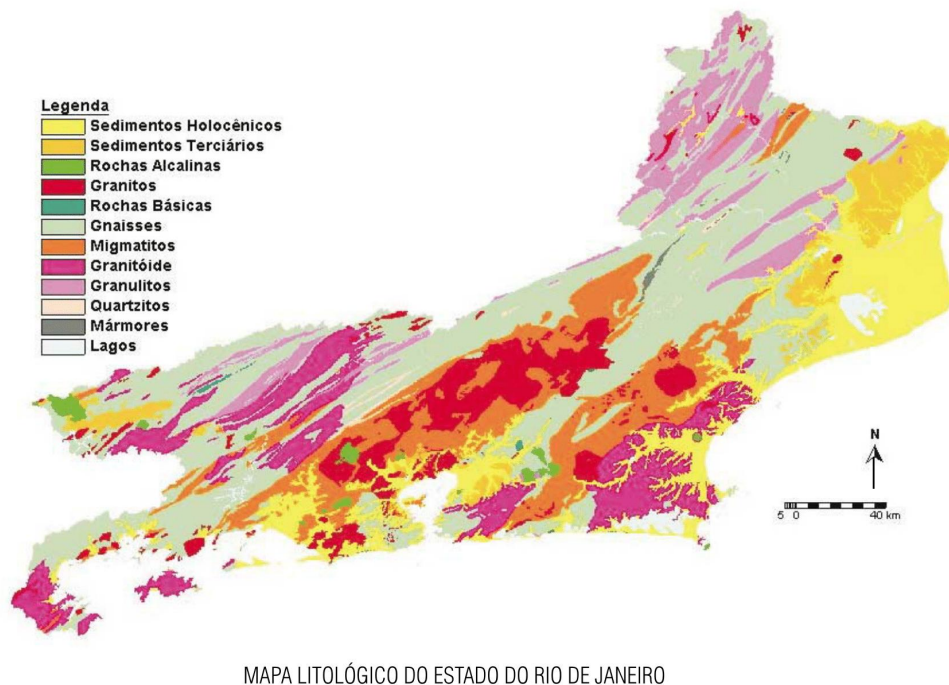 Legenda
Sedimentos Holocênicos
Sedimentos Terciários
Rochas Alcalinas
Granitos
Rochas Básicas
Gnaisses
Migmatitos
Granitóide
Granulitos
Quartzitos
Mármores
Lagos
N
5 0 40 km
MAPA LITOLÓGICO DO ESTADO DO RIO DE JANEIRO